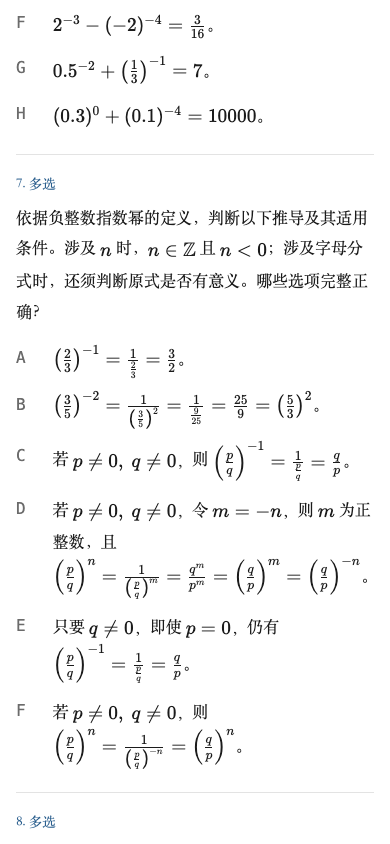 F 2⁻³ − (−2)⁻⁴ = 3/16。
G 0.5⁻² + (1/3)⁻¹ = 7。
H (0.3)⁰ + (0.1)⁻⁴ = 10000。
7. 多选
依据负整数指数幂的定义，判断以下推导及其适用
条件。涉及 n 时，n ∈ ℤ 且 n < 0；涉及字母分
式时，还须判断原式是否有意义。哪些选项完整正
确？
A (2/3)⁻¹ = 1/(2/3) = 3/2。
B (3/5)⁻² = 1/(3/5)² = 1/(9/25) = 25/9 = (5/3)²。
C 若 p ≠ 0, q ≠ 0，则 (p/q)⁻¹ = 1/(p/q) = q/p。
D 若 p ≠ 0, q ≠ 0，令 m = −n，则 m 为正
整数，且
(p/q)ⁿ = 1/(p/q)ᵐ = qᵐ/pᵐ = (q/p)ᵐ = (q/p)⁻ⁿ。
E 只要 q ≠ 0，即使 p = 0，仍有
(p/q)⁻¹ = 1/(p/q) = q/p。
F 若 p ≠ 0, q ≠ 0，则
(p/q)ⁿ = 1/(p/q)⁻ⁿ = (q/p)ⁿ。
8. 多选